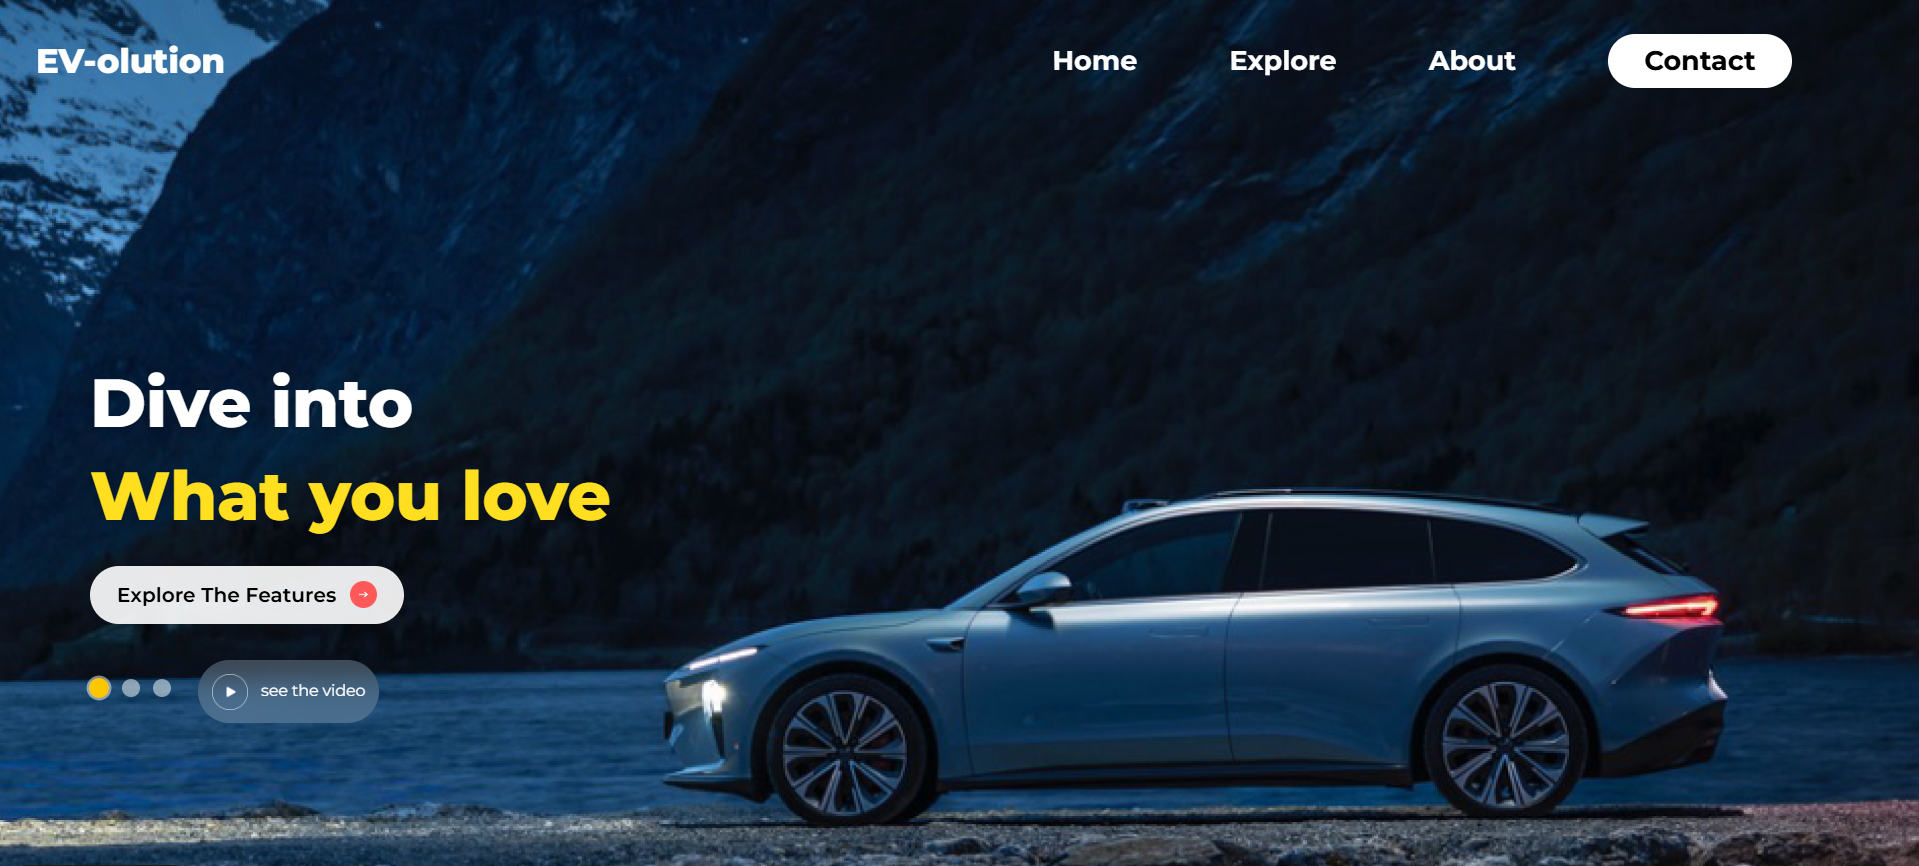 EV-olution
Home
Explore
About
Contact
Dive into
What you love
Explore The Features
see the video